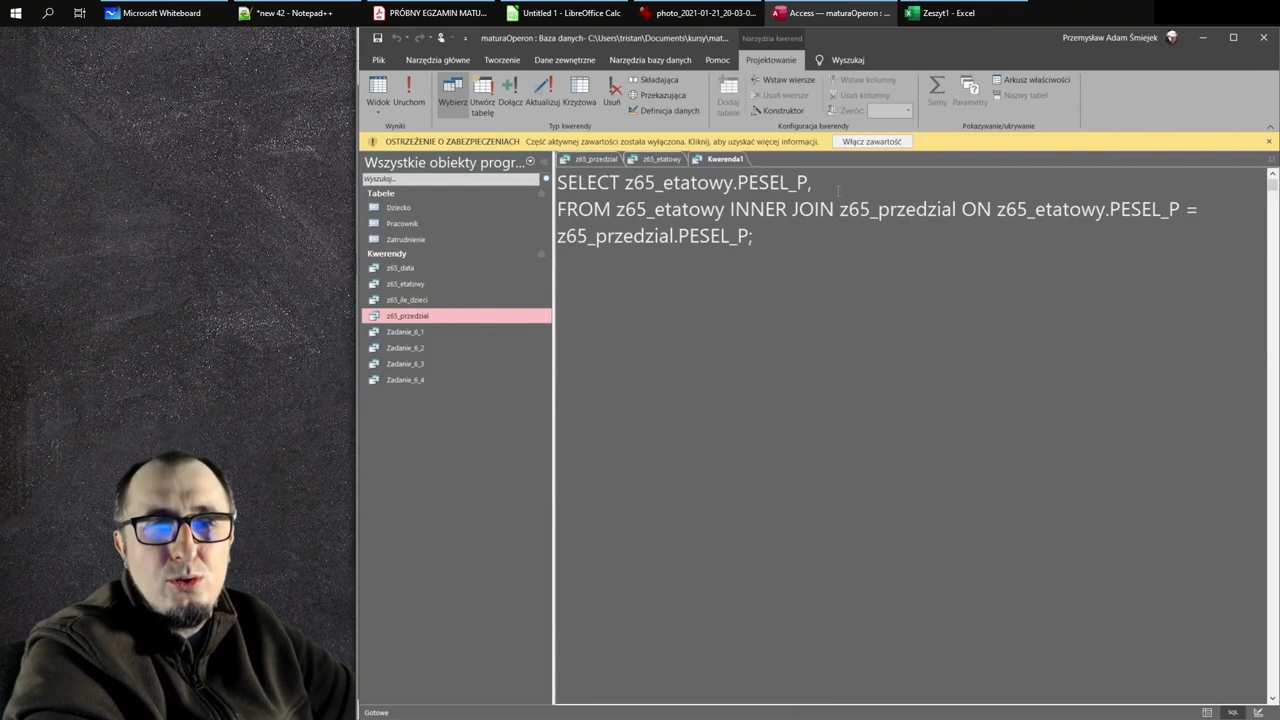 Microsoft Whiteboard
*new 42 - Notepad++
PRÓBNY EGZAMIN MATU...
Untitled 1 - LibreOffice Calc
photo_2021-01-21_20-03-0...
Access — maturaOperon : ...
Zeszyt1 - Excel
maturaOperon : Baza danych- C:\Users\tristan\Documents\kursy\mat...
Narzędzia kwerend
Przemysław Adam Śmiejek
Plik
Narzędzia główne
Tworzenie
Dane zewnętrzne
Narzędzia bazy danych
Pomoc
Projektowanie
Wyszukaj
Widok
Uruchom
Wyniki
Wybierz
Utwórz tabelę
Dołącz
Aktualizuj
Krzyżowa
Usuń
Składająca
Przekazująca
Definicja danych
Typ kwerendy
Dodaj tabele
Wstaw wiersze
Usuń wiersze
Konstruktor
Wstaw kolumny
Usuń kolumny
Zwróć:
Konfiguracja kwerendy
Sumy
Parametry
Arkusz właściwości
Nazwy tabel
Pokazywanie/ukrywanie
OSTRZEŻENIE O ZABEZPIECZENIACH Część aktywnej zawartości została wyłączona. Kliknij, aby uzyskać więcej informacji.
Włącz zawartość
Wszystkie obiekty progr...
Wyszukaj...
Tabele
Dziecko
Pracownik
Zatrudnienie
Kwerendy
z65_data
z65_etatowy
z65_ile_dzieci
z65_przedzial
Zadanie_6_1
Zadanie_6_2
Zadanie_6_3
Zadanie_6_4
z65_przedzial
z65_etatowy
Kwerenda1
SELECT z65_etatowy.PESEL_P,
FROM z65_etatowy INNER JOIN z65_przedzial ON z65_etatowy.PESEL_P =
z65_przedzial.PESEL_P;
Gotowe
SQL